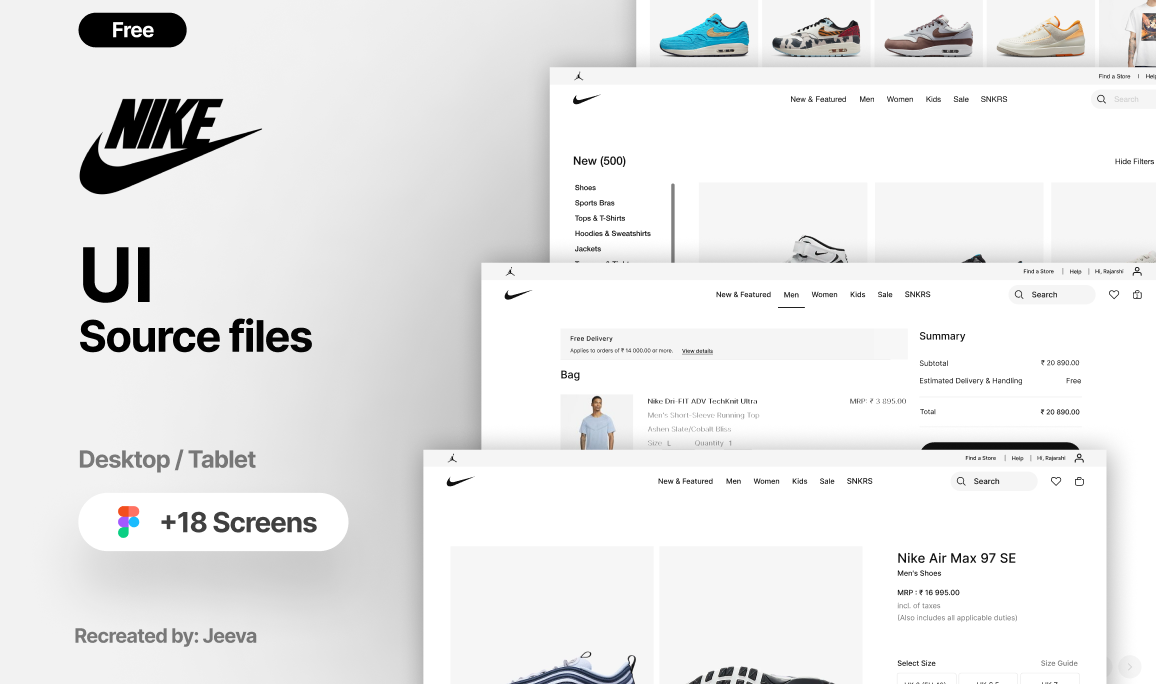 Free
NIKE
UI
Source files
Desktop / Tablet
+18 Screens
Recreated by: Jeeva
Find a Store | Help
New & Featured Men Women Kids Sale SNKRS
Search
New (500)
Hide Filters
Shoes
Sports Bras
Tops & T-Shirts
Hoodies & Sweatshirts
Jackets
Find a Store | Help | Hi, Rajarshi
New & Featured Men Women Kids Sale SNKRS
Search
Free Delivery
Applies to orders of ₹ 14 000.00 or more. View details
Bag
Nike Dri-FIT ADV TechKnit Ultra
MRP: ₹ 3 895.00
Men's Short-Sleeve Running Top
Ashen Slate/Cobalt Bliss
Size L Quantity 1
Summary
Subtotal ₹ 20 890.00
Estimated Delivery & Handling Free
Total ₹ 20 890.00
Find a Store | Help | Hi, Rajarshi
New & Featured Men Women Kids Sale SNKRS
Search
Nike Air Max 97 SE
Men's Shoes
MRP : ₹ 16 995.00
incl. of taxes
(Also includes all applicable duties)
Select Size Size Guide